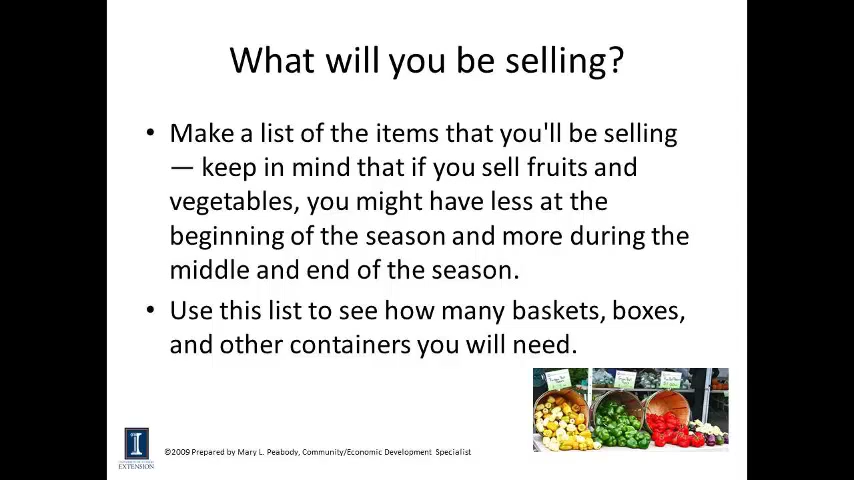 What will you be selling?
• Make a list of the items that you'll be selling
— keep in mind that if you sell fruits and
vegetables, you might have less at the
beginning of the season and more during the
middle and end of the season.
• Use this list to see how many baskets, boxes,
and other containers you will need.
I
EXTENSION
©2009 Prepared by Mary L. Peabody, Community/Economic Development Specialist